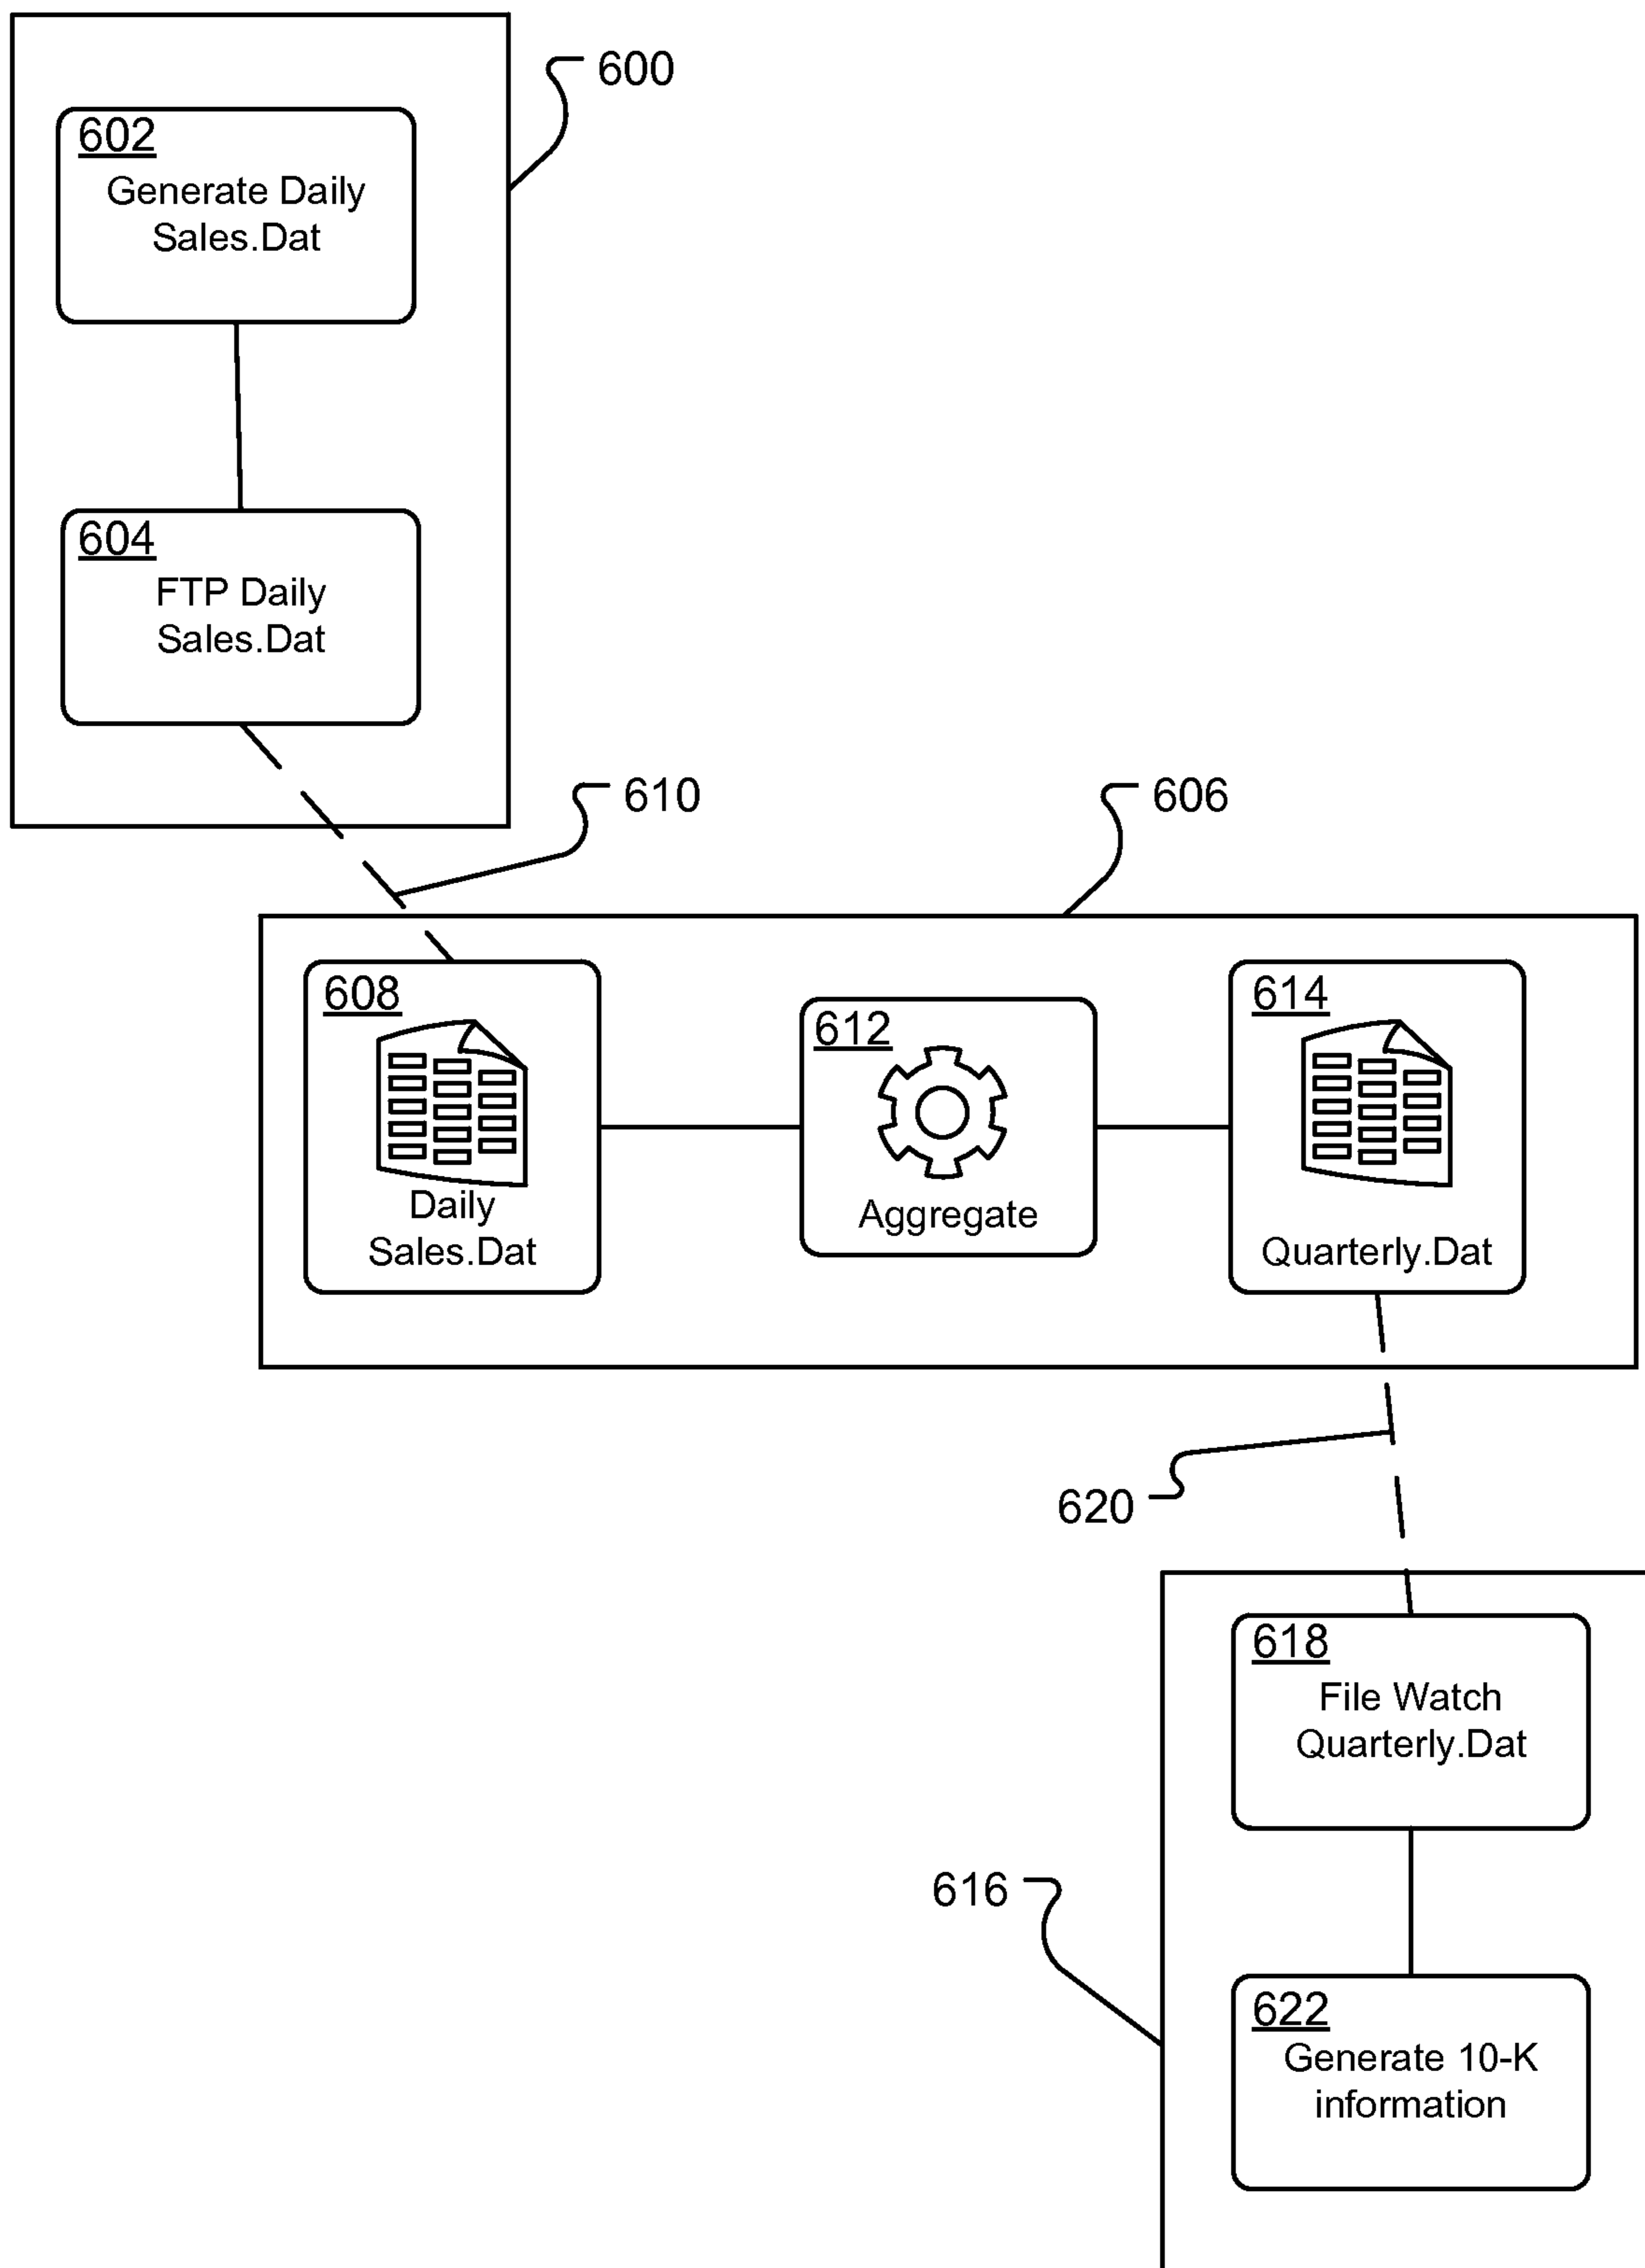 600
602
Generate Daily
Sales.Dat
604
FTP Daily
Sales.Dat
610
606
608
Daily
Sales.Dat
612
Aggregate
614
Quarterly.Dat
620
618
File Watch
Quarterly.Dat
616
622
Generate 10-K
information